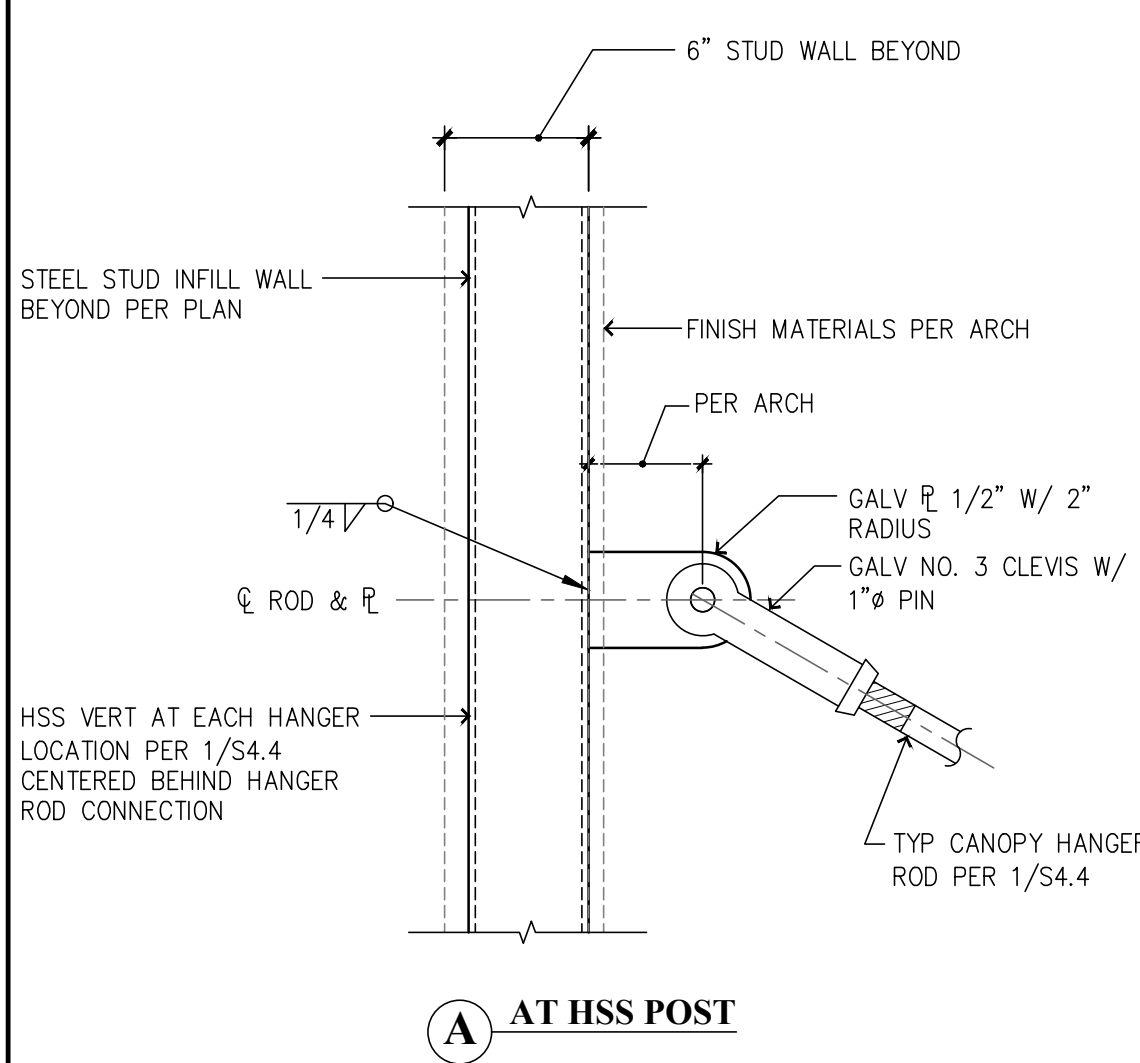 6" STUD WALL BEYOND
STEEL STUD INFILL WALL
BEYOND PER PLAN
FINISH MATERIALS PER ARCH
PER ARCH
GALV ⅊ 1/2" W/ 2"
RADIUS
1/4
GALV NO. 3 CLEVIS W/
1"ø PIN
℄ ROD & ⅊
HSS VERT AT EACH HANGER
LOCATION PER 1/S4.4
CENTERED BEHIND HANGER
ROD CONNECTION
TYP CANOPY HANGER
ROD PER 1/S4.4
A AT HSS POST